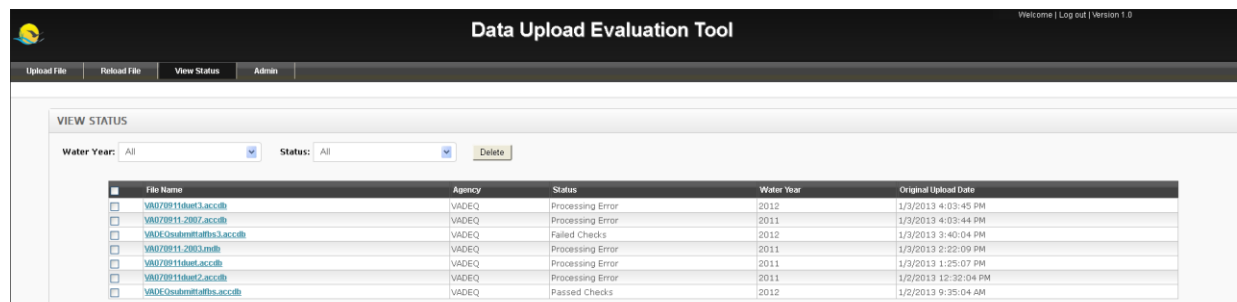 Welcome | Log out | Version 1.0
Data Upload Evaluation Tool
Upload File Reload File View Status Admin
VIEW STATUS
Water Year: All Status: All Delete
File Name Agency Status Water Year Original Upload Date
VA070911duet3.accdb VADEQ Processing Error 2012 1/3/2013 4:03:45 PM
VA070911-2007.accdb VADEQ Processing Error 2011 1/3/2013 4:03:44 PM
VADEQsubmittalfbs3.accdb VADEQ Failed Checks 2012 1/3/2013 3:40:04 PM
VA070911-2003.mdb VADEQ Processing Error 2011 1/3/2013 2:22:09 PM
VA070911duet.accdb VADEQ Processing Error 2011 1/3/2013 1:25:07 PM
VA070911duet2.accdb VADEQ Processing Error 2011 1/2/2013 12:32:04 PM
VADEQsubmittalfbs.accdb VADEQ Passed Checks 2012 1/2/2013 9:35:04 AM